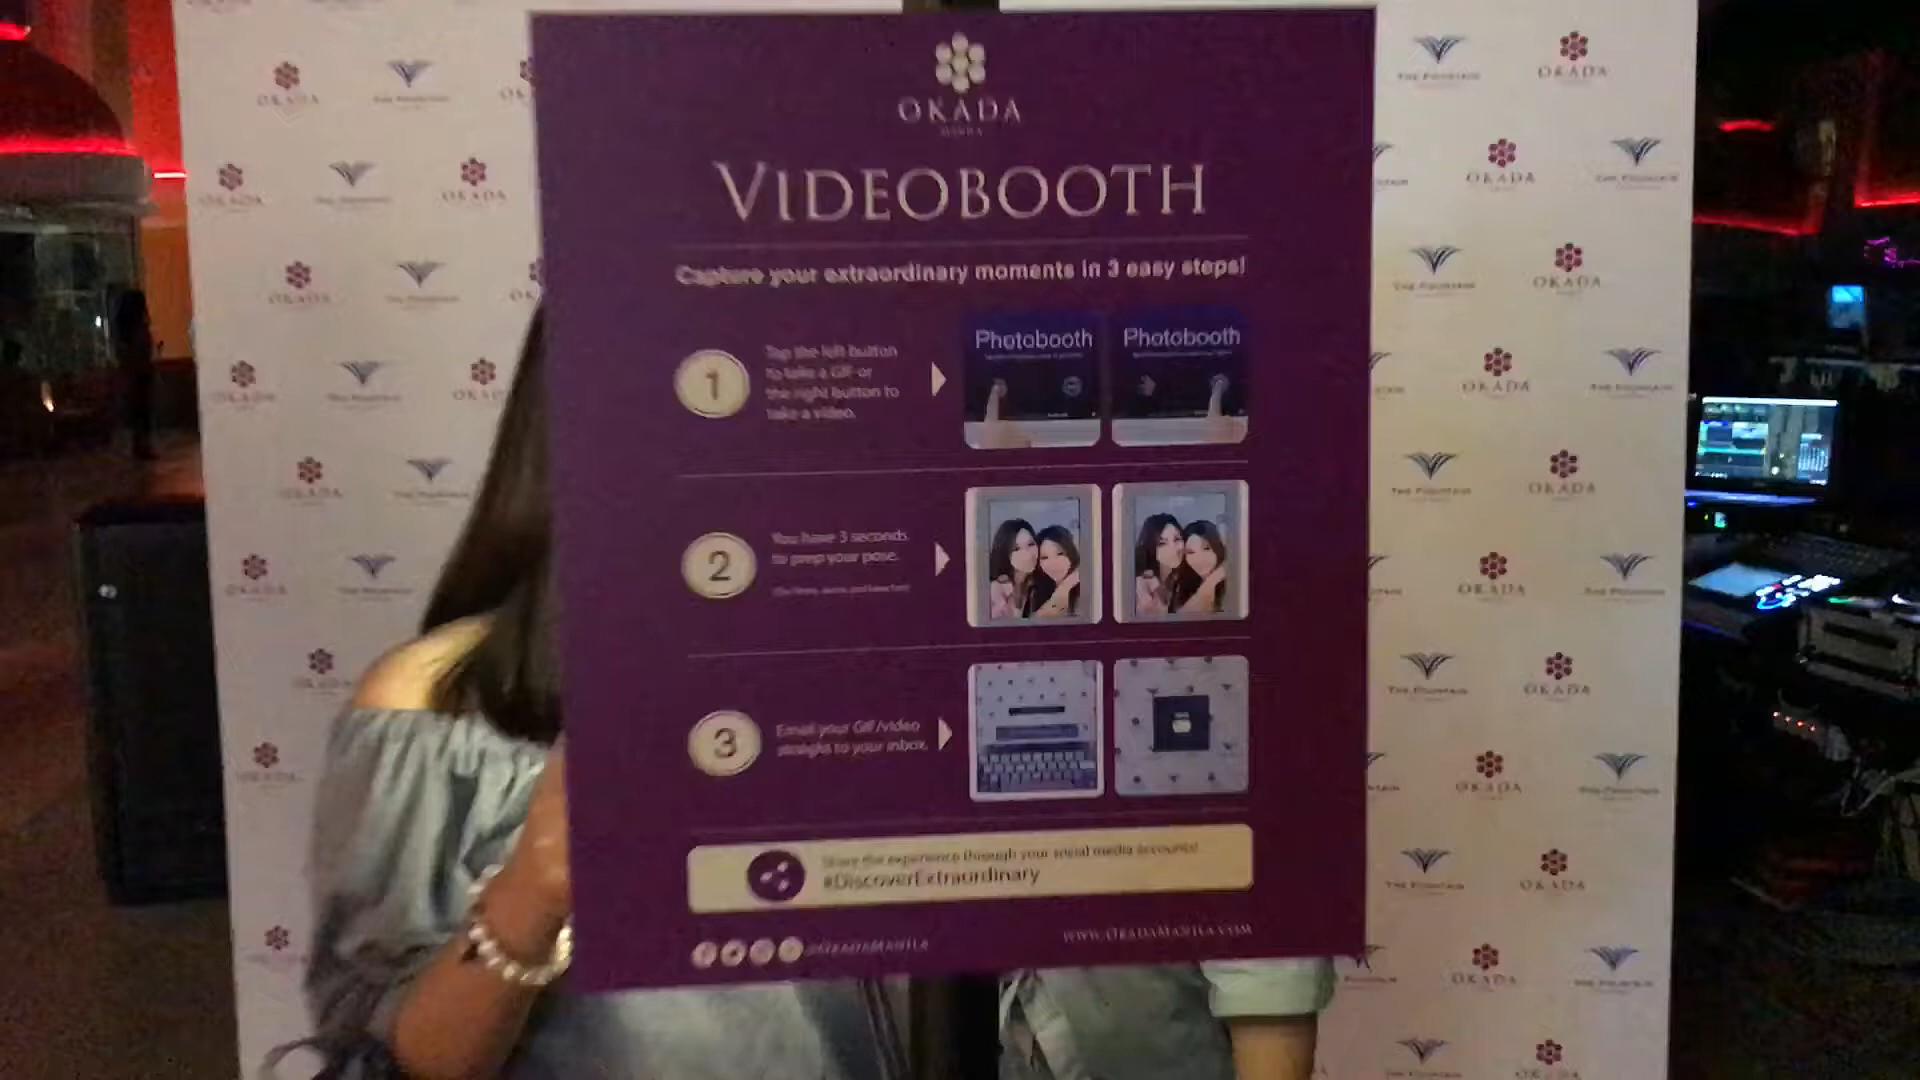 OKADA
MANILA
VIDEOBOOTH
Capture your extraordinary moments in 3 easy steps!
1
Tap the left button
to take a GIF or
the right button to
take a video.
Photobooth
Photobooth
2
You have 3 seconds
to prep your pose.
3
Email your GIF/video
straight to your inbox.
Share the experience through your social media accounts!
#DiscoverExtraordinary
@OKADAMANILA
WWW.OKADAMANILA.COM
OKADA
THE FOUNTAIN